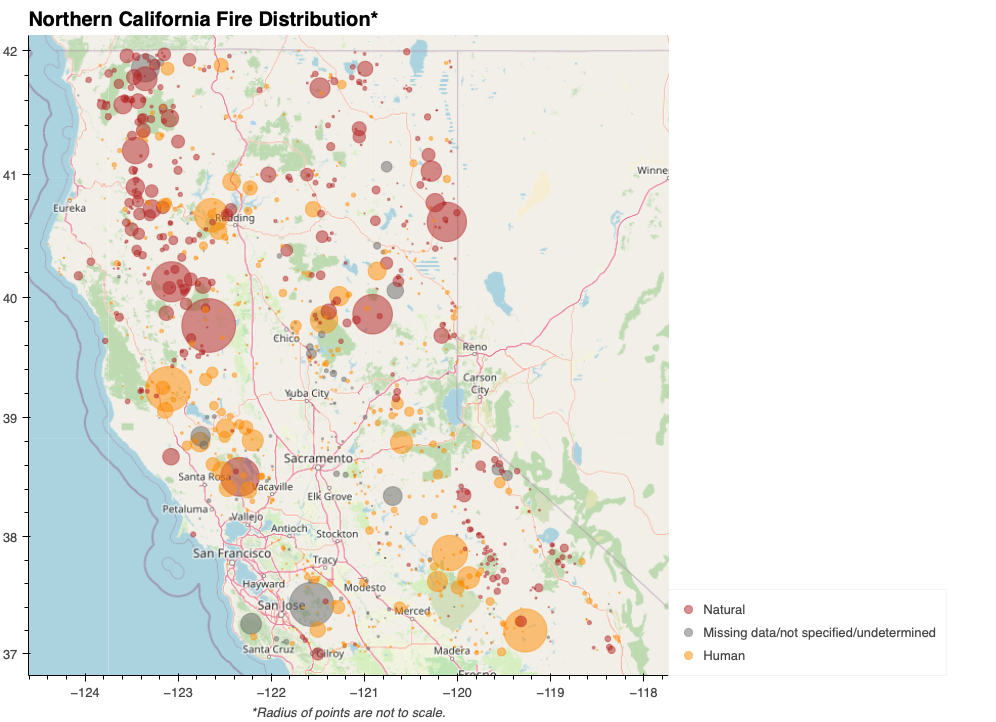 Northern California Fire Distribution*
42
41
40
39
38
37
−124
−123
−122
−121
−120
−119
−118
Winne
Eureka
Redding
Chico
Reno
Carson
City
Yuba City
Sacramento
Santa Rosa
Vacaville
Elk Grove
Petaluma
Vallejo
Antioch
Stockton
San Francisco
Tracy
Hayward
Modesto
San Jose
Merced
Santa Cruz
Gilroy
Madera
Fresno
Natural
Missing data/not specified/undetermined
Human
*Radius of points are not to scale.